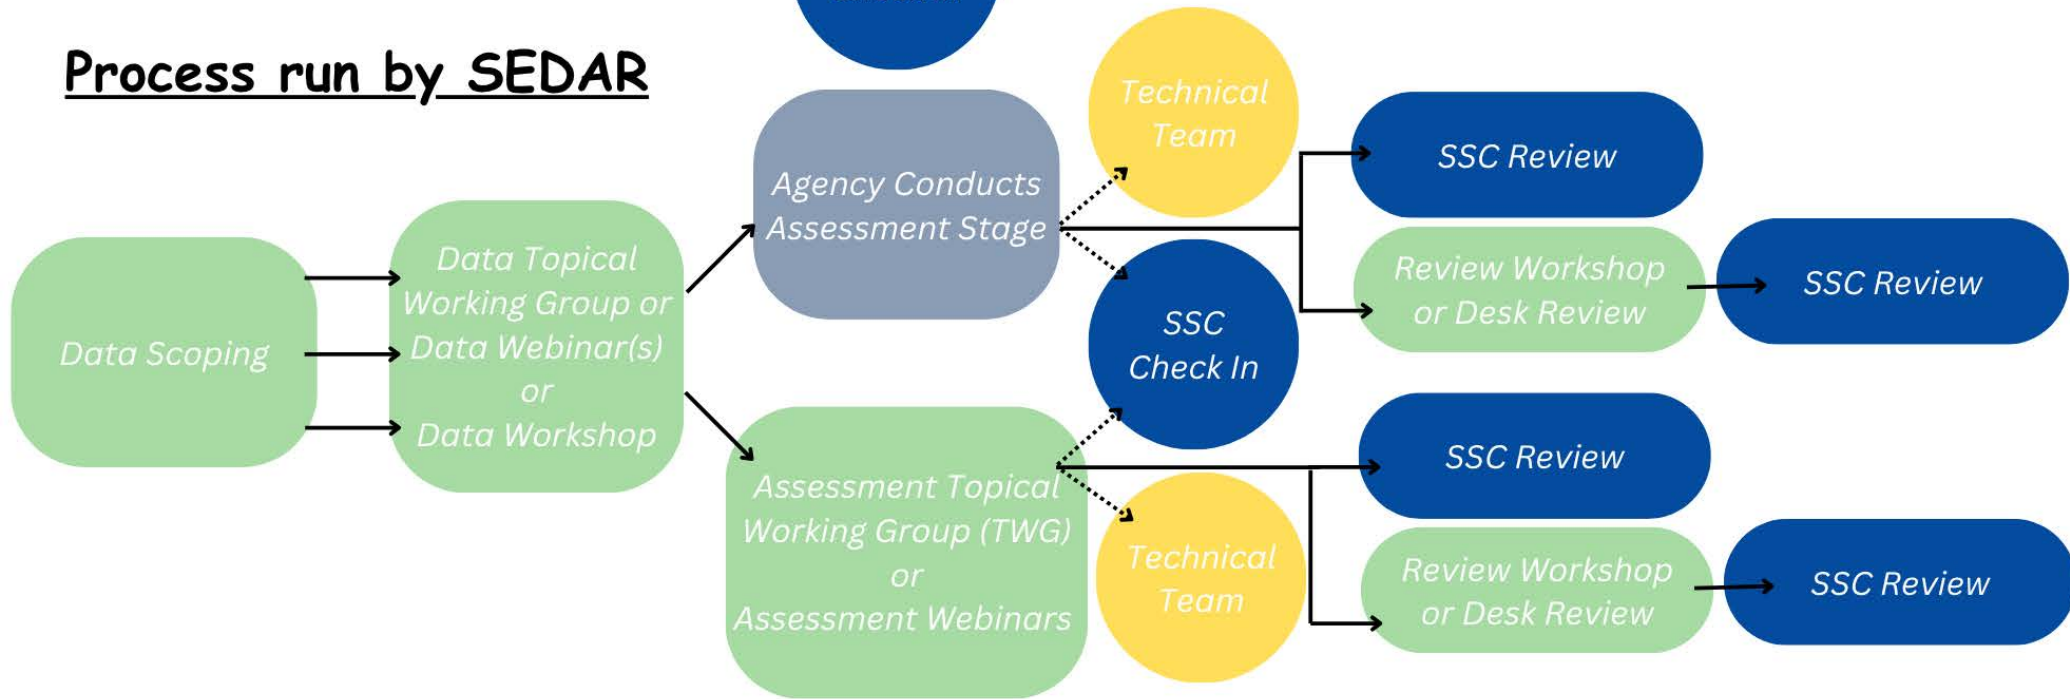 Process run by SEDAR
Data Scoping
Data Topical
Working Group or
Data Webinar(s)
or
Data Workshop
Agency Conducts
Assessment Stage
Technical
Team
SSC
Check In
SSC Review
Review Workshop
or Desk Review
SSC Review
Assessment Topical
Working Group (TWG)
or
Assessment Webinars
Technical
Team
SSC Review
Review Workshop
or Desk Review
SSC Review